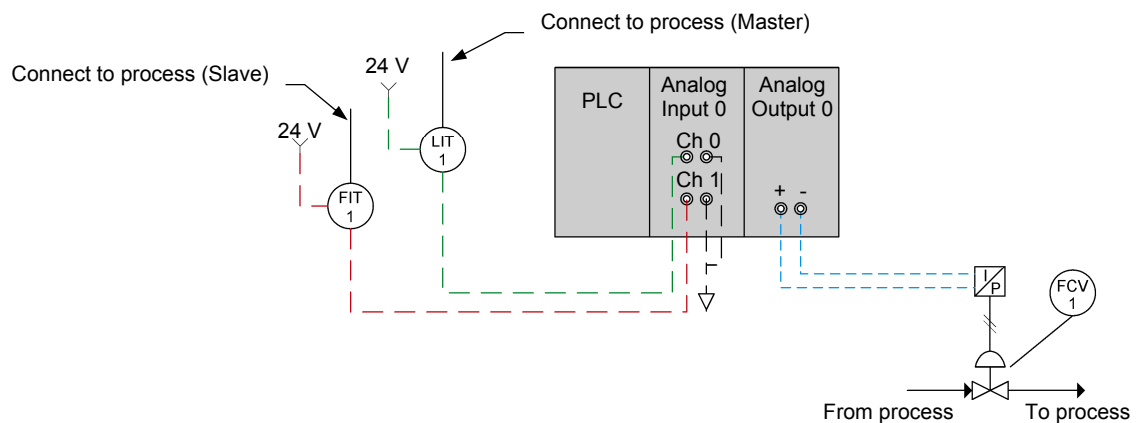 Connect to process (Master)
Connect to process (Slave)
24 V
24 V
LIT
1
FIT
1
PLC
Analog
Input 0
Analog
Output 0
Ch 0
Ch 1
+ -
I
P
FCV
1
From process
To process